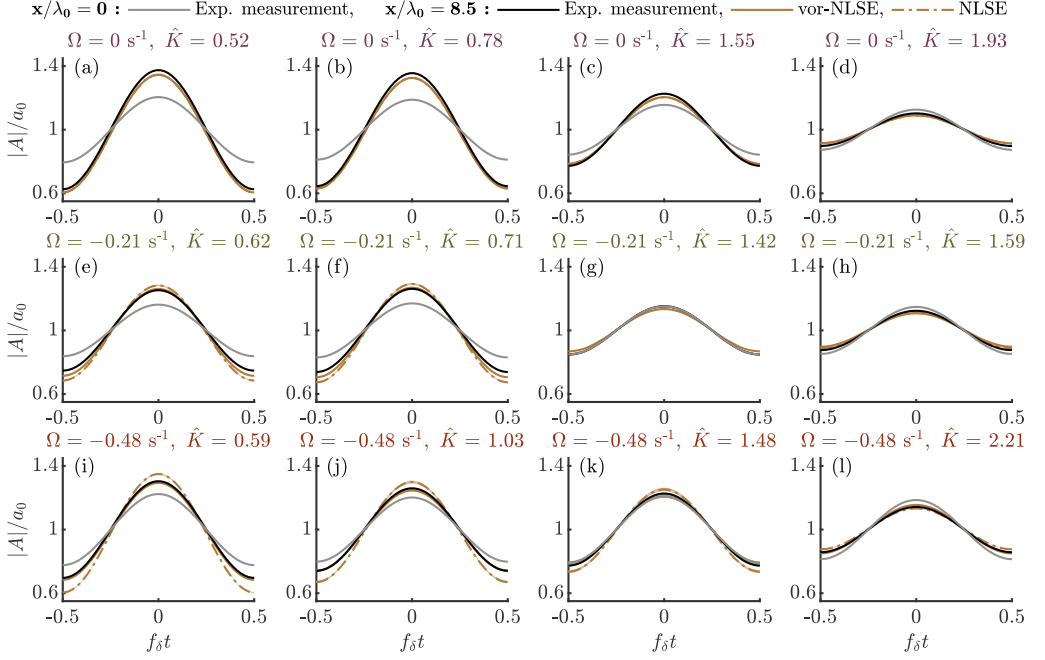 x/λ₀ = 0 : Exp. measurement, x/λ₀ = 8.5 : Exp. measurement, vor-NLSE, NLSE
Ω = 0 s⁻¹, K̂ = 0.52 Ω = 0 s⁻¹, K̂ = 0.78 Ω = 0 s⁻¹, K̂ = 1.55 Ω = 0 s⁻¹, K̂ = 1.93
1.4 (a) (b) (c) (d)
|A|/a₀ 1
0.6
-0.5 0 0.5 -0.5 0 0.5 -0.5 0 0.5 -0.5 0 0.5
Ω = −0.21 s⁻¹, K̂ = 0.62 Ω = −0.21 s⁻¹, K̂ = 0.71 Ω = −0.21 s⁻¹, K̂ = 1.42 Ω = −0.21 s⁻¹, K̂ = 1.59
1.4 (e) (f) (g) (h)
|A|/a₀ 1
0.6
-0.5 0 0.5 -0.5 0 0.5 -0.5 0 0.5 -0.5 0 0.5
Ω = −0.48 s⁻¹, K̂ = 0.59 Ω = −0.48 s⁻¹, K̂ = 1.03 Ω = −0.48 s⁻¹, K̂ = 1.48 Ω = −0.48 s⁻¹, K̂ = 2.21
1.4 (i) (j) (k) (l)
|A|/a₀ 1
0.6
-0.5 0 0.5 -0.5 0 0.5 -0.5 0 0.5 -0.5 0 0.5
f_δt f_δt f_δt f_δt